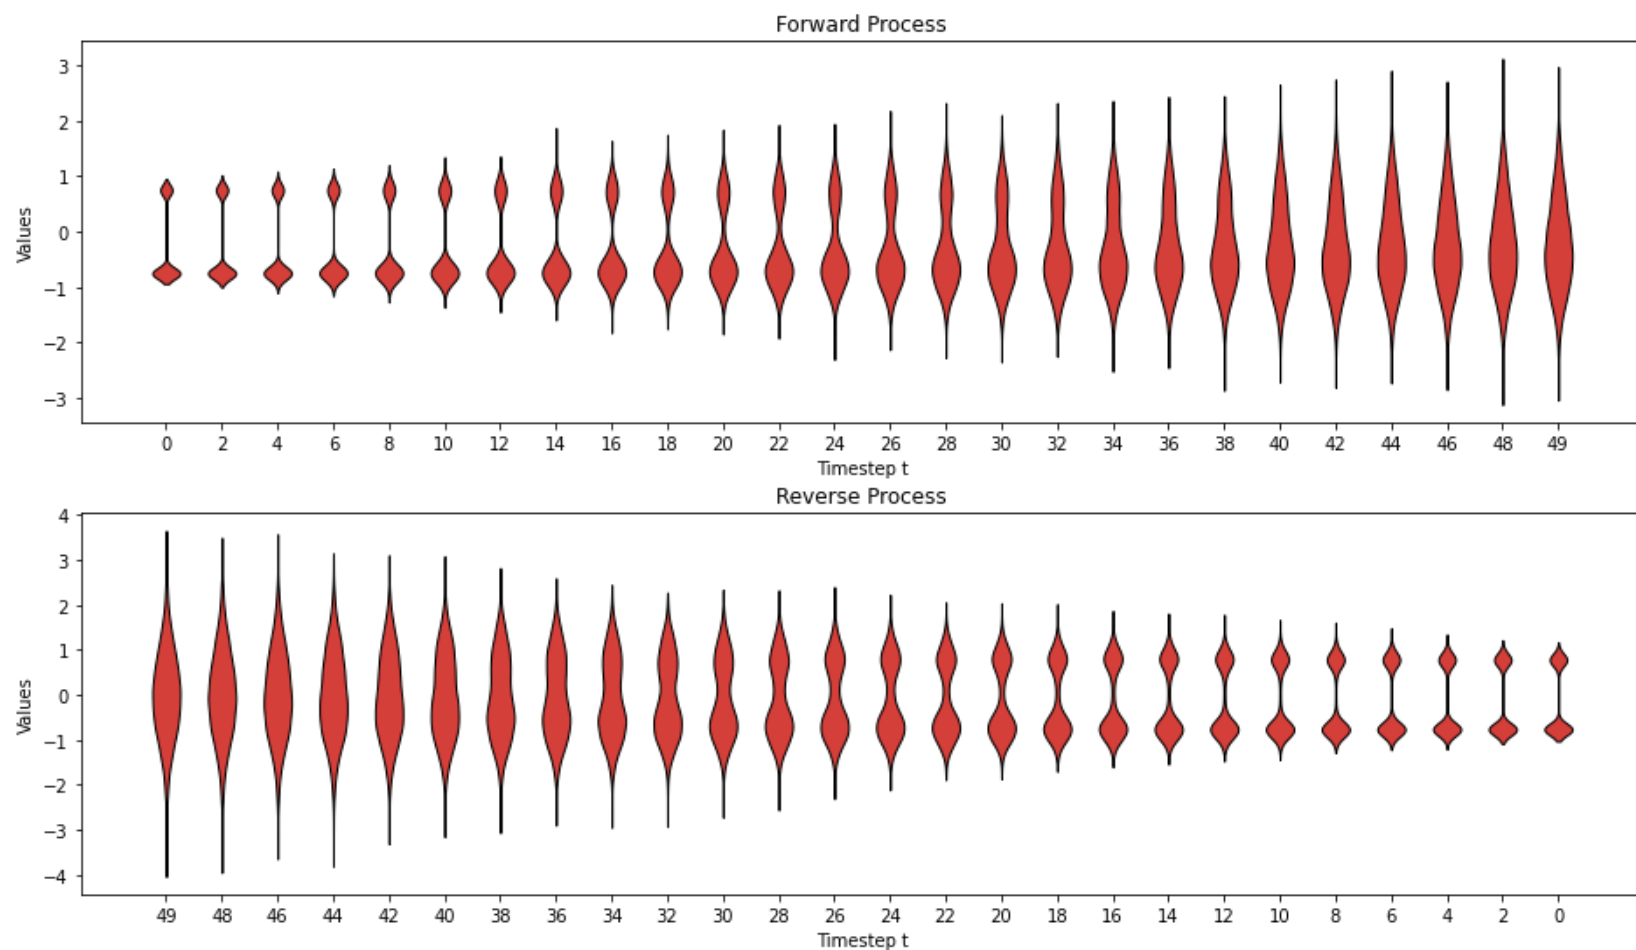 Forward Process
3
2
1
0
−1
−2
−3
Values
0 2 4 6 8 10 12 14 16 18 20 22 24 26 28 30 32 34 36 38 40 42 44 46 48 49
Timestep t
Reverse Process
4
3
2
1
0
−1
−2
−3
−4
Values
49 48 46 44 42 40 38 36 34 32 30 28 26 24 22 20 18 16 14 12 10 8 6 4 2 0
Timestep t